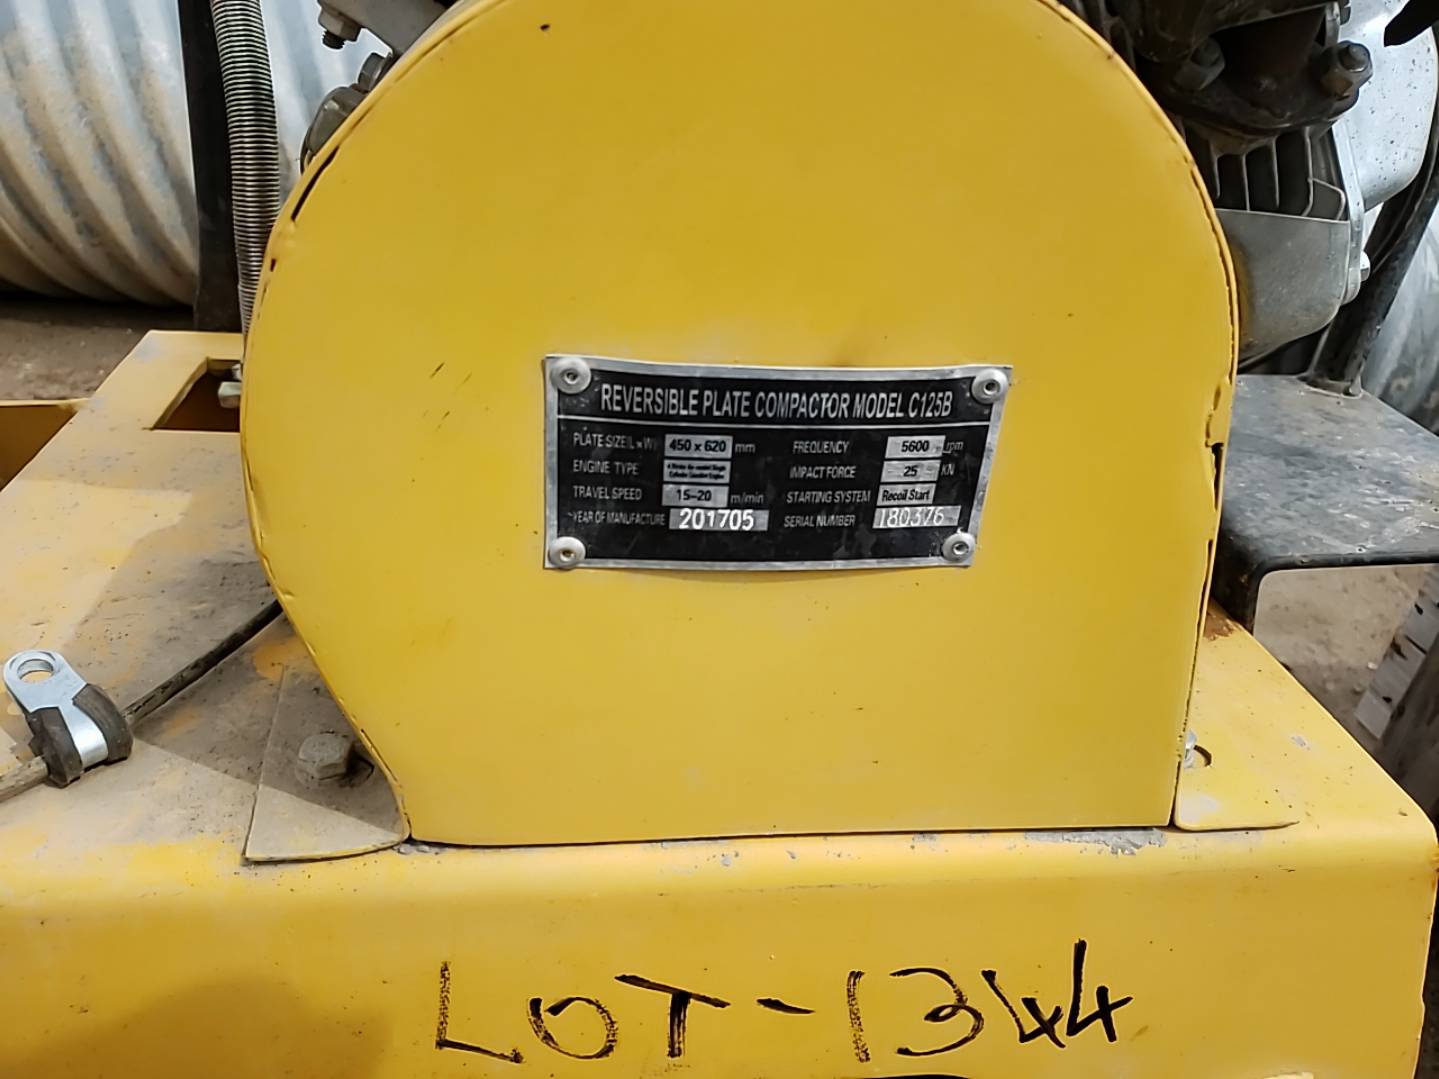 REVERSIBLE PLATE COMPACTOR MODEL C125B
PLATE SIZE(L×W) 450 x 620 mm FREQUENCY 5600 rpm
ENGINE TYPE IMPACT FORCE 25 KN
TRAVEL SPEED 15-20 m/min STARTING SYSTEM Recoil Start
YEAR OF MANUFACTURE 201705 SERIAL NUMBER 180376
LOT-1344